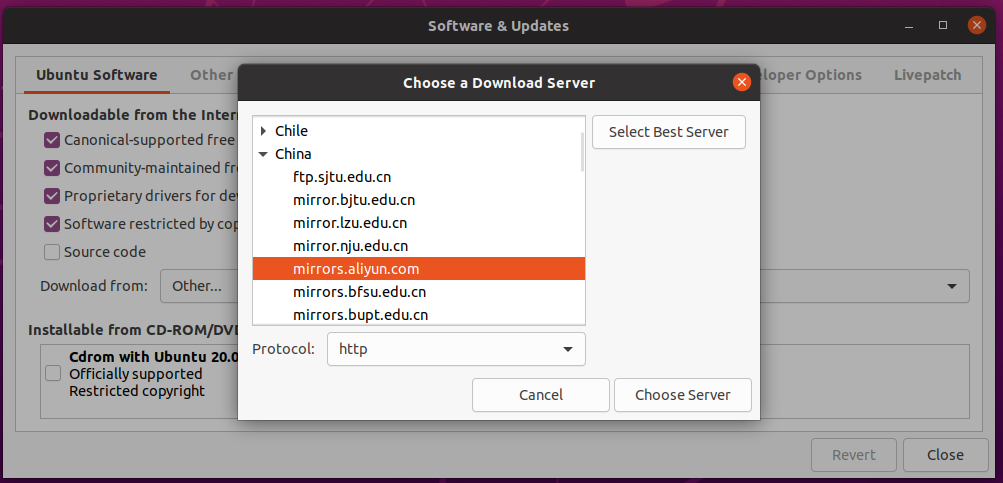 Software & Updates
Ubuntu Software
Other
loper Options
Livepatch
Choose a Download Server
Downloadable from the Inter
Canonical-supported free
Community-maintained fr
Proprietary drivers for de
Software restricted by cop
Source code
Download from:
Other...
Chile
China
ftp.sjtu.edu.cn
mirror.bjtu.edu.cn
mirror.lzu.edu.cn
mirror.nju.edu.cn
mirrors.aliyun.com
mirrors.bfsu.edu.cn
mirrors.bupt.edu.cn
Select Best Server
Protocol:
http
Cancel
Choose Server
Installable from CD-ROM/DVD
Cdrom with Ubuntu 20.0
Officially supported
Restricted copyright
Revert
Close